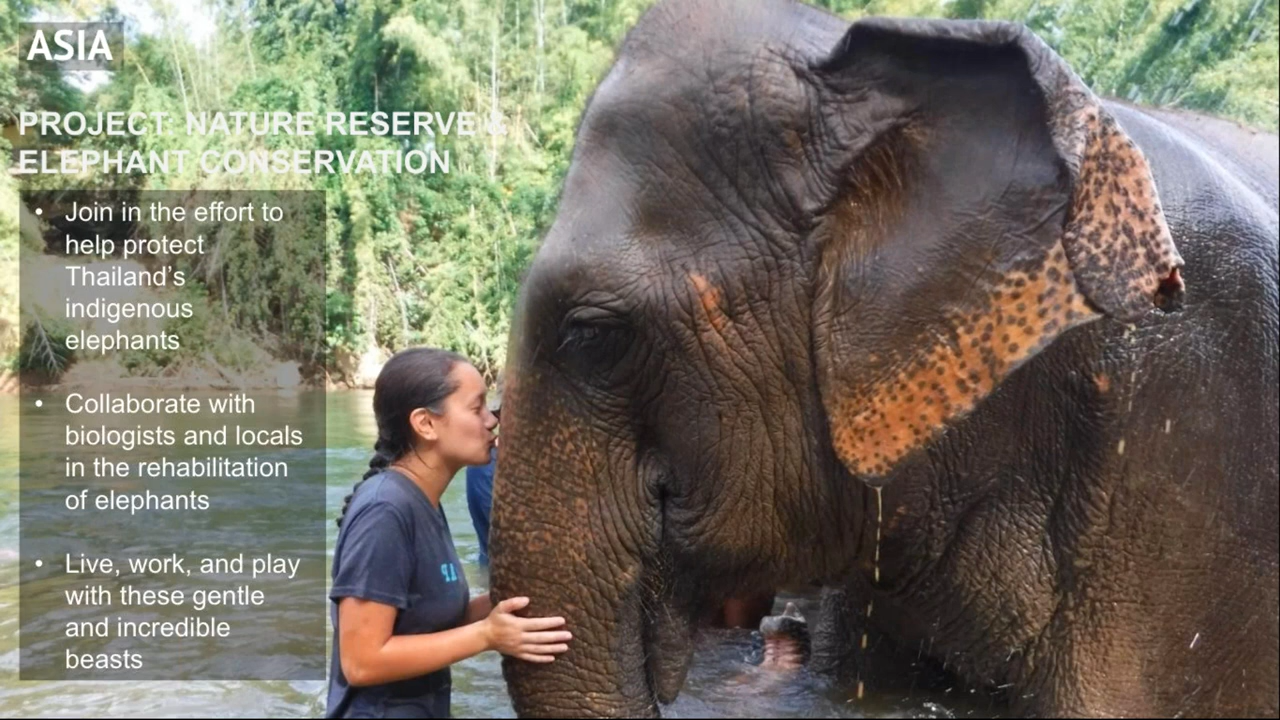 ASIA
PROJECT: NATURE RESERVE &
ELEPHANT CONSERVATION
• Join in the effort to
help protect
Thailand’s
indigenous
elephants
• Collaborate with
biologists and locals
in the rehabilitation
of elephants
• Live, work, and play
with these gentle
and incredible
beasts